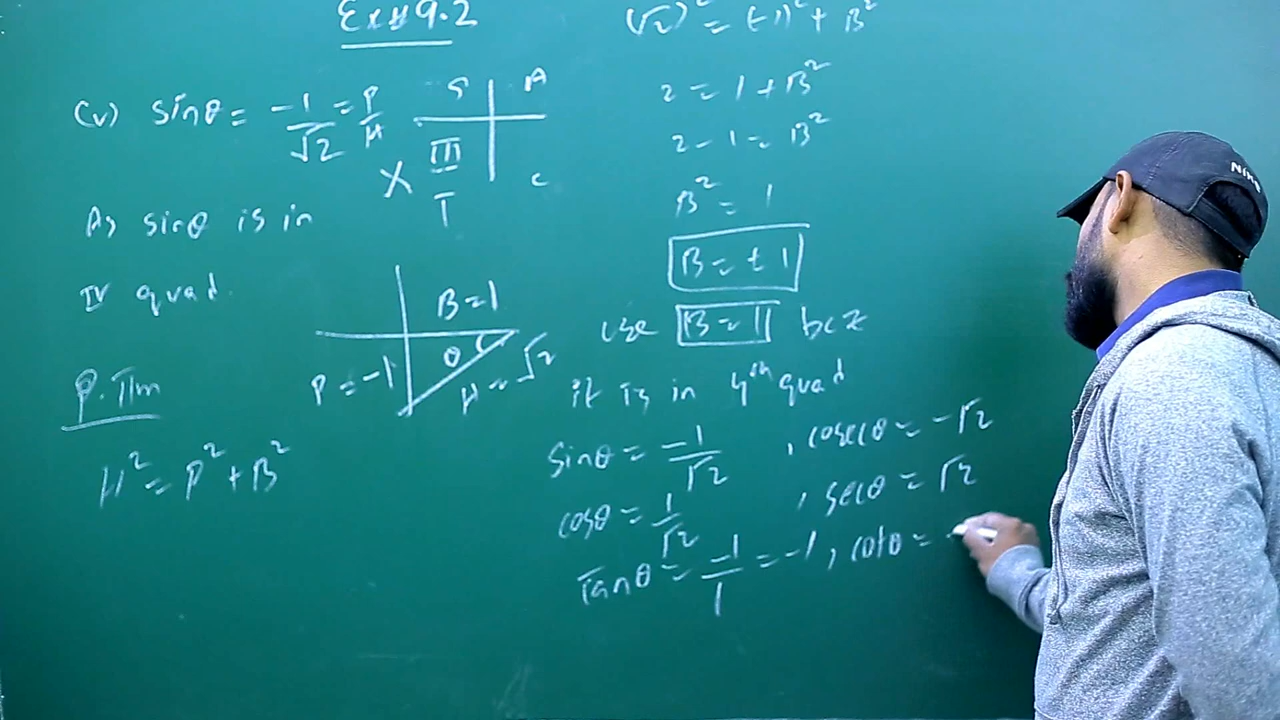 Ex # 9.2
(v) sinθ = -1/√2 = P/H
S A
III
X T C
As sinθ is in
IV quad.
B=1
θ
P = -1
H = √2
P.Tm
H² = P² + B²
(√2)² = (-1)² + B²
2 = 1 + B²
2 - 1 = B²
B² = 1
B = ± 1
use B = 1 bcz
it is in 4th quad
sinθ = -1/√2 , cosecθ = -√2
cosθ = 1/√2 , secθ = √2
Tanθ = -1/1 = -1 , cotθ = -
NIKE